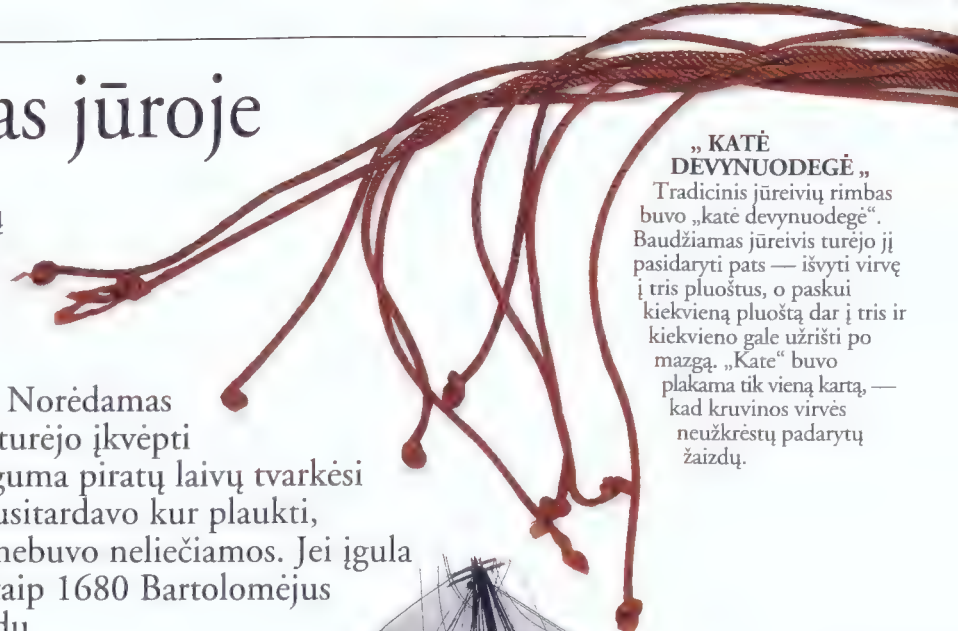 as jūroje
Norėdamas
turėjo įkvėpti
guma piratų laivų tvarkėsi
usitardavo kur plaukti,
nebuvo neliečiamos. Jei įgula
aip 1680 Bartolomėjus
„ KATĖ
DEVYNUODEGĖ „
Tradicinis jūreivių rimbas
buvo „katė devynuodegė“.
Baudžiamas jūreivis turėjo jį
pasidaryti pats — išvyti virvę
į tris pluoštus, o paskui
kiekvieną pluoštą dar į tris ir
kiekvieno gale užrišti po
mazgą. „Kate“ buvo
plakama tik vieną kartą, —
kad kruvinos virvės
neužkrėstų padarytų
žaizdų.